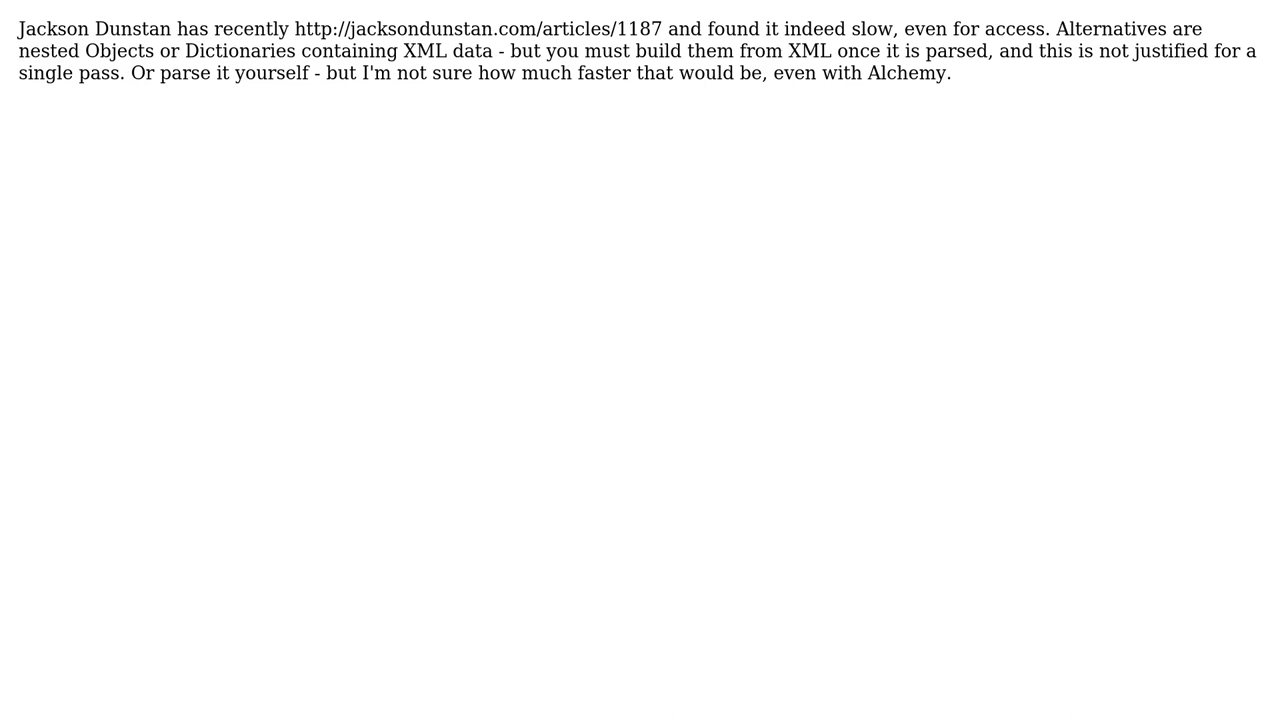 Jackson Dunstan has recently http://jacksondunstan.com/articles/1187 and found it indeed slow, even for access. Alternatives are
nested Objects or Dictionaries containing XML data - but you must build them from XML once it is parsed, and this is not justified for a
single pass. Or parse it yourself - but I'm not sure how much faster that would be, even with Alchemy.